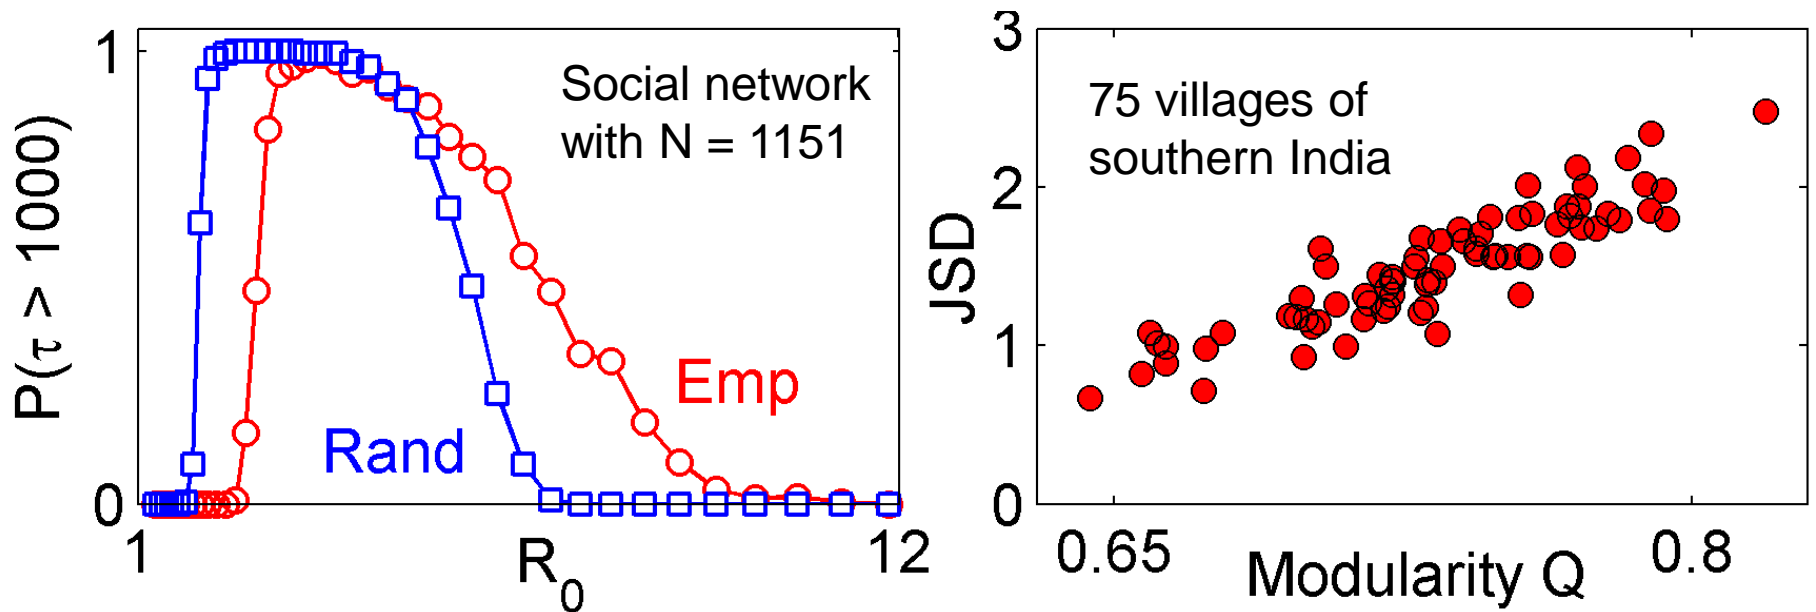 P(τ > 1000)
1
0
Social network
with N = 1151
Emp
Rand
1
R0
12
JSD
3
2
1
0
75 villages of
southern India
0.65
Modularity Q
0.8